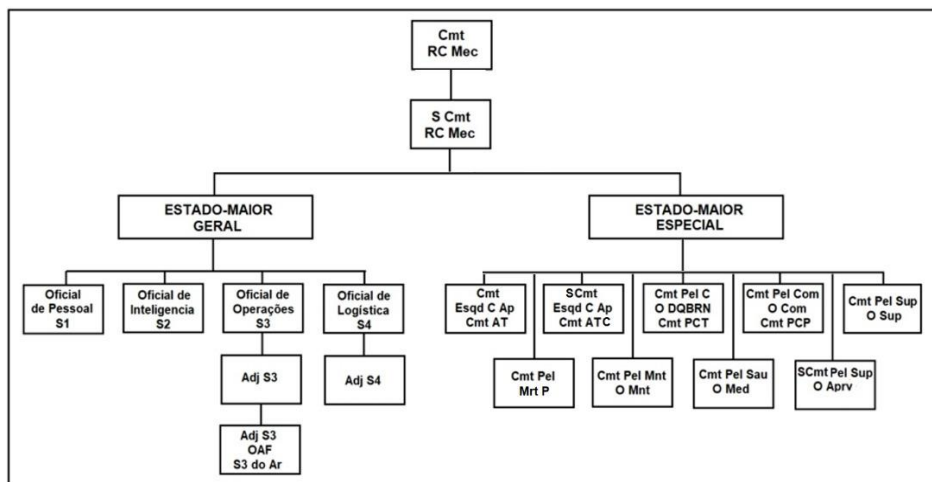 Cmt
RC Mec
S Cmt
RC Mec
ESTADO-MAIOR
GERAL
ESTADO-MAIOR
ESPECIAL
Oficial
de Pessoal
S1
Oficial de
Inteligencia
S2
Oficial de
Operações
S3
Oficial de
Logística
S4
Cmt
Esqd C Ap
Cmt AT
SCmt
Esqd C Ap
Cmt ATC
Cmt Pel C
O DQBRN
Cmt PCT
Cmt Pel Com
O Com
Cmt PCP
Cmt Pel Sup
O Sup
Adj S3
Adj S4
Cmt Pel
Mrt P
Cmt Pel Mnt
O Mnt
Cmt Pel Sau
O Med
SCmt Pel Sup
O Aprv
Adj S3
OAF
S3 do Ar